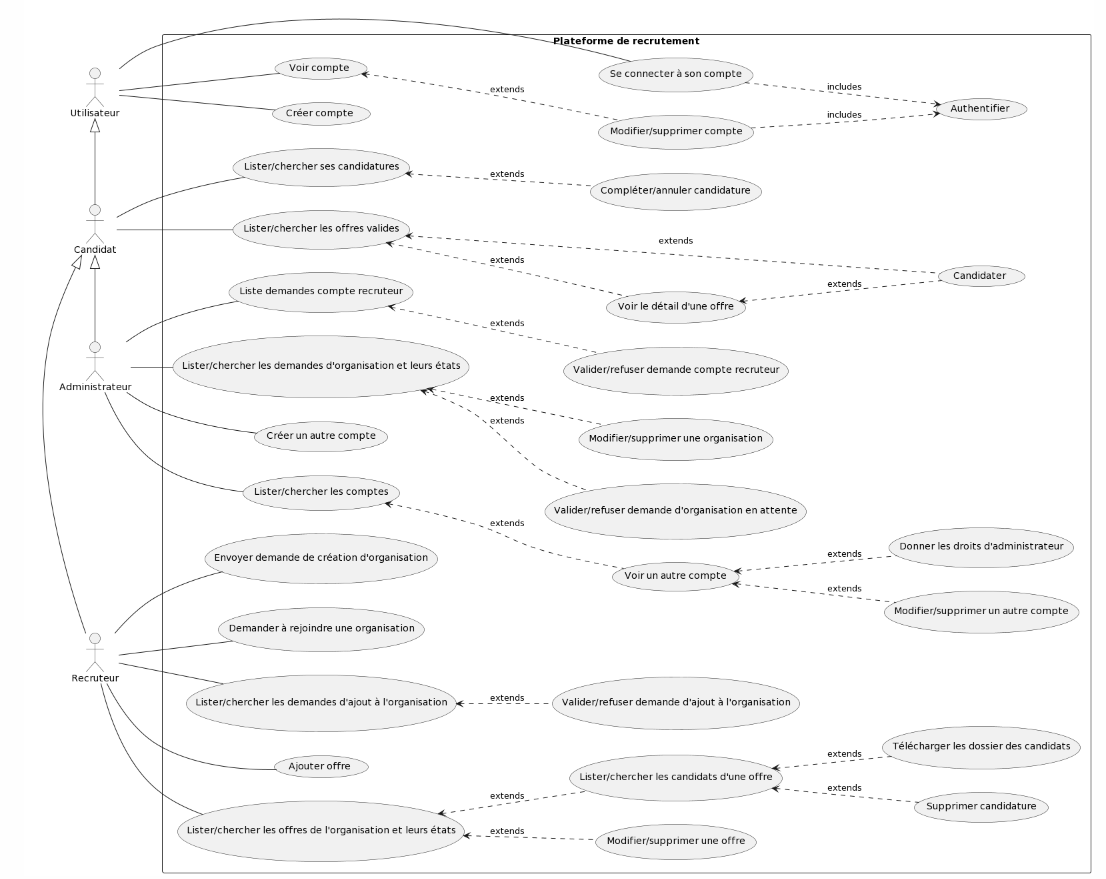 Plateforme de recrutement
Voir compte
Se connecter à son compte
includes
extends
Authentifier
Utilisateur
Créer compte
includes
Modifier/supprimer compte
Lister/chercher ses candidatures
extends
Compléter/annuler candidature
Candidat
Lister/chercher les offres valides
extends
extends
Candidater
Liste demandes compte recruteur
extends
Voir le détail d'une offre
extends
Administrateur
Lister/chercher les demandes d'organisation et leurs états
Valider/refuser demande compte recruteur
extends
extends
Créer un autre compte
Modifier/supprimer une organisation
Lister/chercher les comptes
Valider/refuser demande d'organisation en attente
extends
Envoyer demande de création d'organisation
Voir un autre compte
extends
Donner les droits d'administrateur
extends
Modifier/supprimer un autre compte
Demander à rejoindre une organisation
Recruteur
Lister/chercher les demandes d'ajout à l'organisation
extends
Valider/refuser demande d'ajout à l'organisation
Ajouter offre
Lister/chercher les candidats d'une offre
extends
Télécharger les dossier des candidats
extends
extends
Supprimer candidature
Lister/chercher les offres de l'organisation et leurs états
extends
Modifier/supprimer une offre